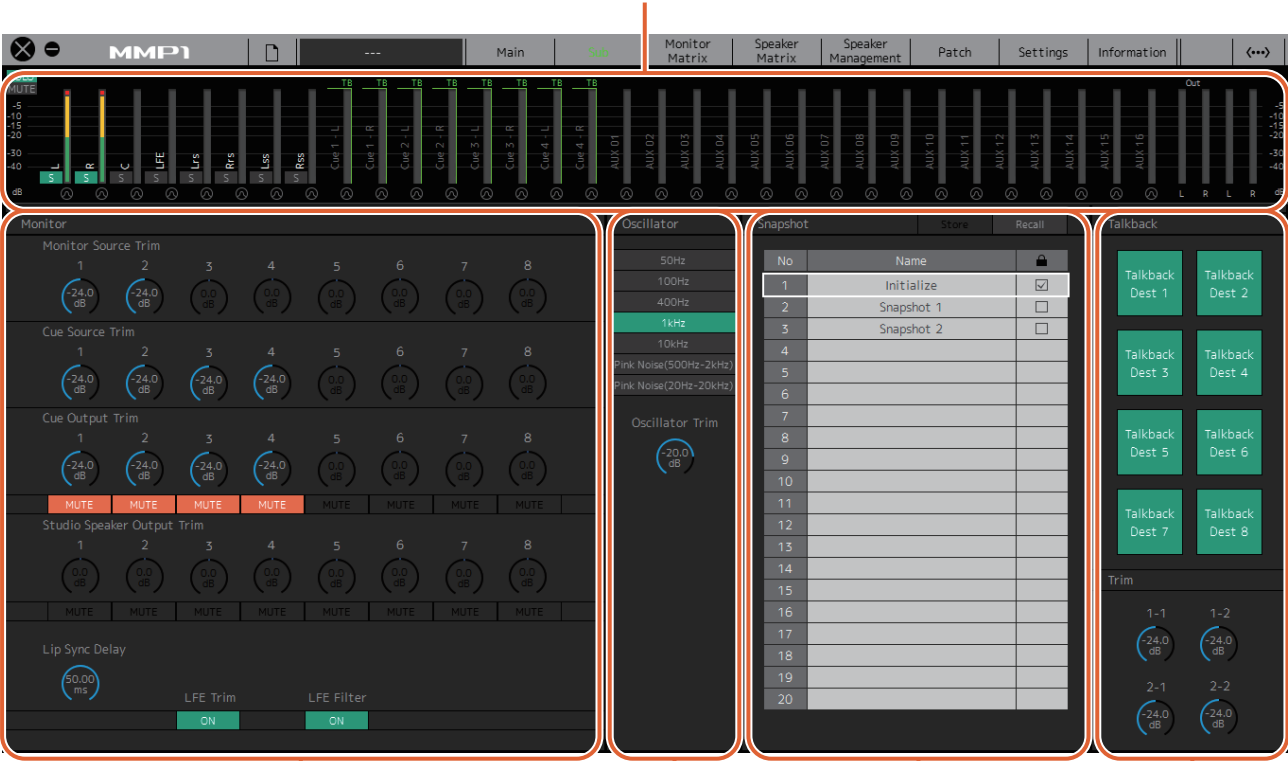 MMP1 --- Main Set Monitor Matrix Speaker Matrix Speaker Management Patch Settings Information
MUTE
TB TB TB TB TB TB TB TB Out
-5 -5
-10 -10
-15 -15
-20 -20
-30 -30
-40 -40
L R C LFE Lrs Rrs Lss Rss Cue 1 - L Cue 1 - R Cue 2 - L Cue 2 - R Cue 3 - L Cue 3 - R Cue 4 - L Cue 4 - R AUX 01 AUX 02 AUX 03 AUX 04 AUX 05 AUX 06 AUX 07 AUX 08 AUX 09 AUX 10 AUX 11 AUX 12 AUX 13 AUX 14 AUX 15 AUX 16
S S S S S S S S
dB L R L R dB
Monitor
Monitor Source Trim
1 2 3 4 5 6 7 8
-24.0 dB -24.0 dB 0.0 dB 0.0 dB 0.0 dB 0.0 dB 0.0 dB 0.0 dB
Cue Source Trim
1 2 3 4 5 6 7 8
-24.0 dB -24.0 dB -24.0 dB -24.0 dB 0.0 dB 0.0 dB 0.0 dB 0.0 dB
Cue Output Trim
1 2 3 4 5 6 7 8
-24.0 dB -24.0 dB -24.0 dB -24.0 dB 0.0 dB 0.0 dB 0.0 dB 0.0 dB
MUTE MUTE MUTE MUTE MUTE MUTE MUTE MUTE
Studio Speaker Output Trim
1 2 3 4 5 6 7 8
0.0 dB 0.0 dB 0.0 dB 0.0 dB 0.0 dB 0.0 dB 0.0 dB 0.0 dB
MUTE MUTE MUTE MUTE MUTE MUTE MUTE MUTE
Lip Sync Delay
50.00 ms
LFE Trim LFE Filter
ON ON
Oscillator
50Hz
100Hz
400Hz
1kHz
10kHz
Pink Noise(500Hz-2kHz)
Pink Noise(20Hz-20kHz)
Oscillator Trim
-20.0
dB
Snapshot Store Recall
No Name
1 Initialize
2 Snapshot 1
3 Snapshot 2
4
5
6
7
8
9
10
11
12
13
14
15
16
17
18
19
20
Talkback
Talkback Dest 1 Talkback Dest 2
Talkback Dest 3 Talkback Dest 4
Talkback Dest 5 Talkback Dest 6
Talkback Dest 7 Talkback Dest 8
Trim
1-1 1-2
-24.0 dB -24.0 dB
2-1 2-2
-24.0 dB -24.0 dB